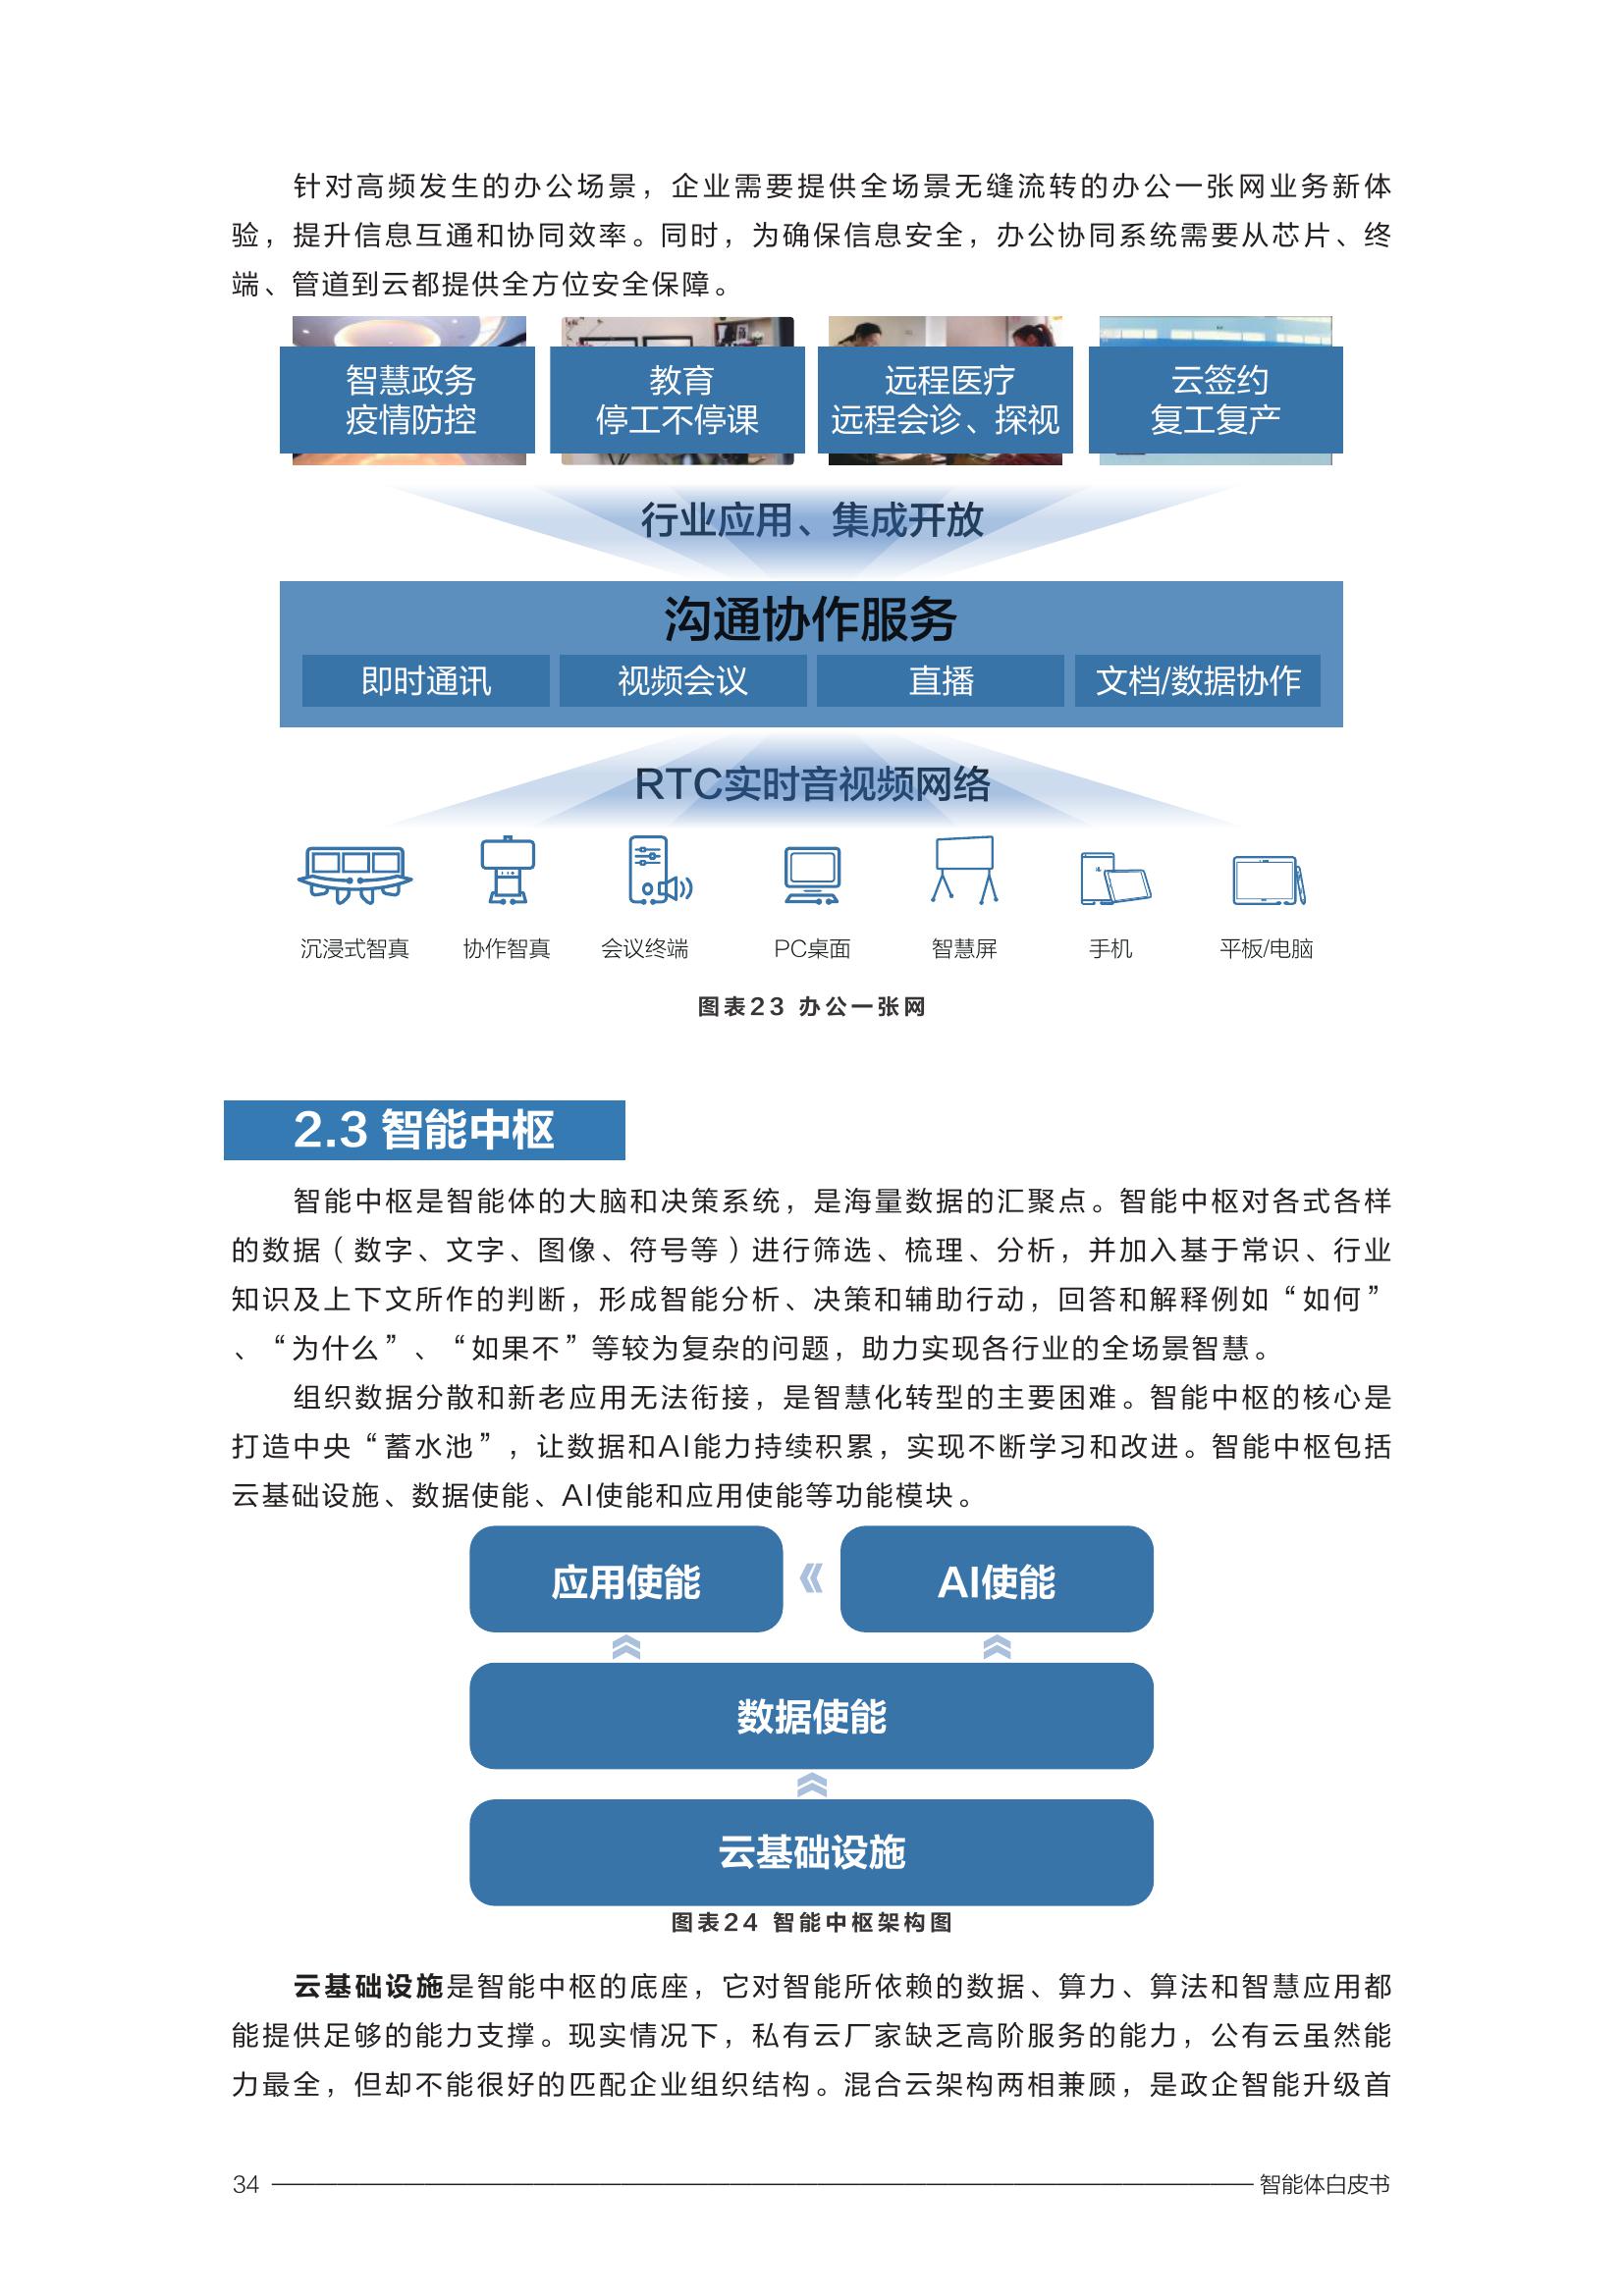 针对高频发生的办公场景，企业需要提供全场景无缝流转的办公一张网业务新体
验，提升信息互通和协同效率。同时，为确保信息安全，办公协同系统需要从芯片、终
端、管道到云都提供全方位安全保障。
智慧政务
疫情防控
教育
停工不停课
远程医疗
远程会诊、探视
云签约
复工复产
行业应用、集成开放
沟通协作服务
即时通讯
视频会议
直播
文档/数据协作
RTC实时音视频网络
沉浸式智真
协作智真
会议终端
PC桌面
智慧屏
手机
平板/电脑
图表23 办公一张网
2.3 智能中枢
智能中枢是智能体的大脑和决策系统，是海量数据的汇聚点。智能中枢对各式各样
的数据（数字、文字、图像、符号等）进行筛选、梳理、分析，并加入基于常识、行业
知识及上下文所作的判断，形成智能分析、决策和辅助行动，回答和解释例如“如何”
、“为什么”、“如果不”等较为复杂的问题，助力实现各行业的全场景智慧。
组织数据分散和新老应用无法衔接，是智慧化转型的主要困难。智能中枢的核心是
打造中央“蓄水池”，让数据和AI能力持续积累，实现不断学习和改进。智能中枢包括
云基础设施、数据使能、AI使能和应用使能等功能模块。
应用使能
AI使能
数据使能
云基础设施
图表24 智能中枢架构图
云基础设施是智能中枢的底座，它对智能所依赖的数据、算力、算法和智慧应用都
能提供足够的能力支撑。现实情况下，私有云厂家缺乏高阶服务的能力，公有云虽然能
力最全，但却不能很好的匹配企业组织结构。混合云架构两相兼顾，是政企智能升级首
34
智能体白皮书